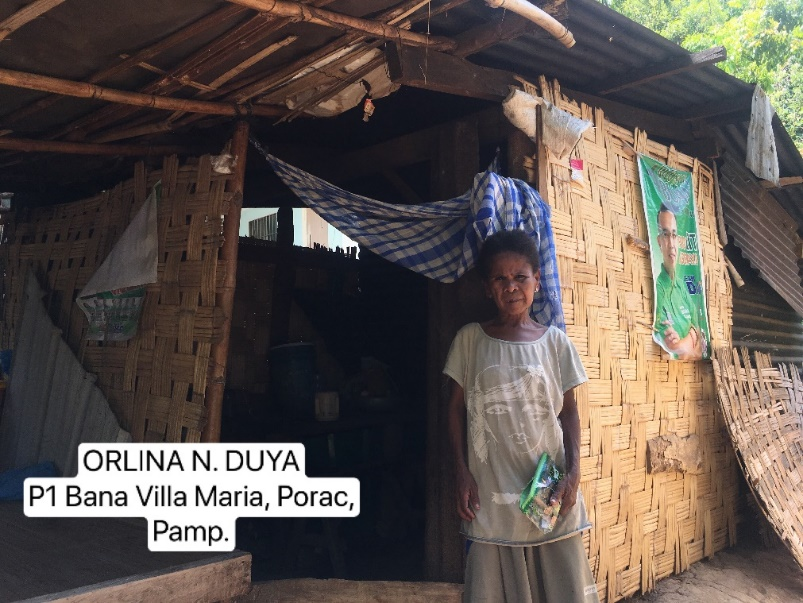 ORLINA N. DUYA
P1 Bana Villa Maria, Porac,
Pamp.